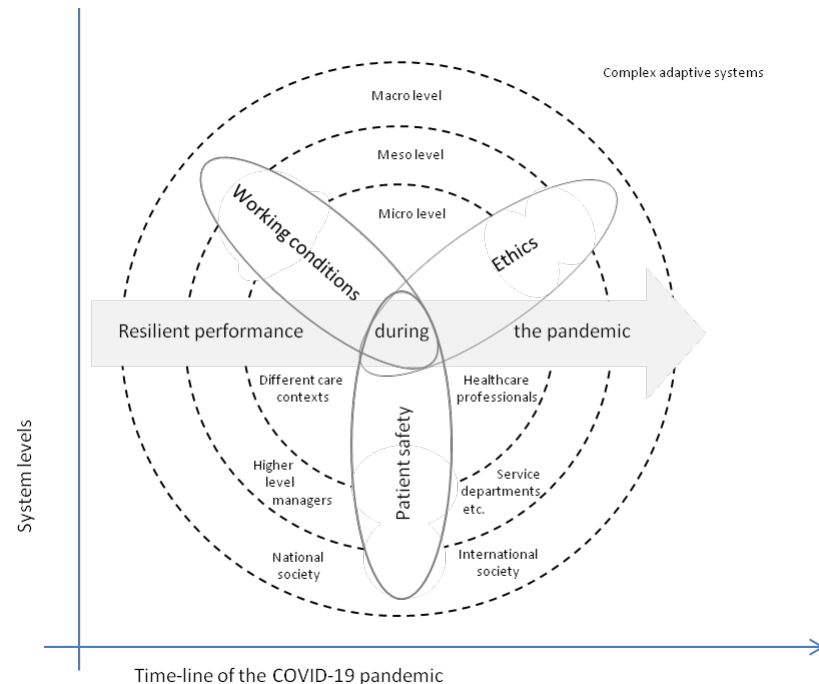 Complex adaptive systems
Macro level
Meso level
Micro level
Working conditions
Ethics
Resilient performance during the pandemic
Different care
contexts
Healthcare
professionals
Patient safety
Higher
level
managers
Service
departments
etc.
National
society
International
society
System levels
Time-line of the COVID-19 pandemic